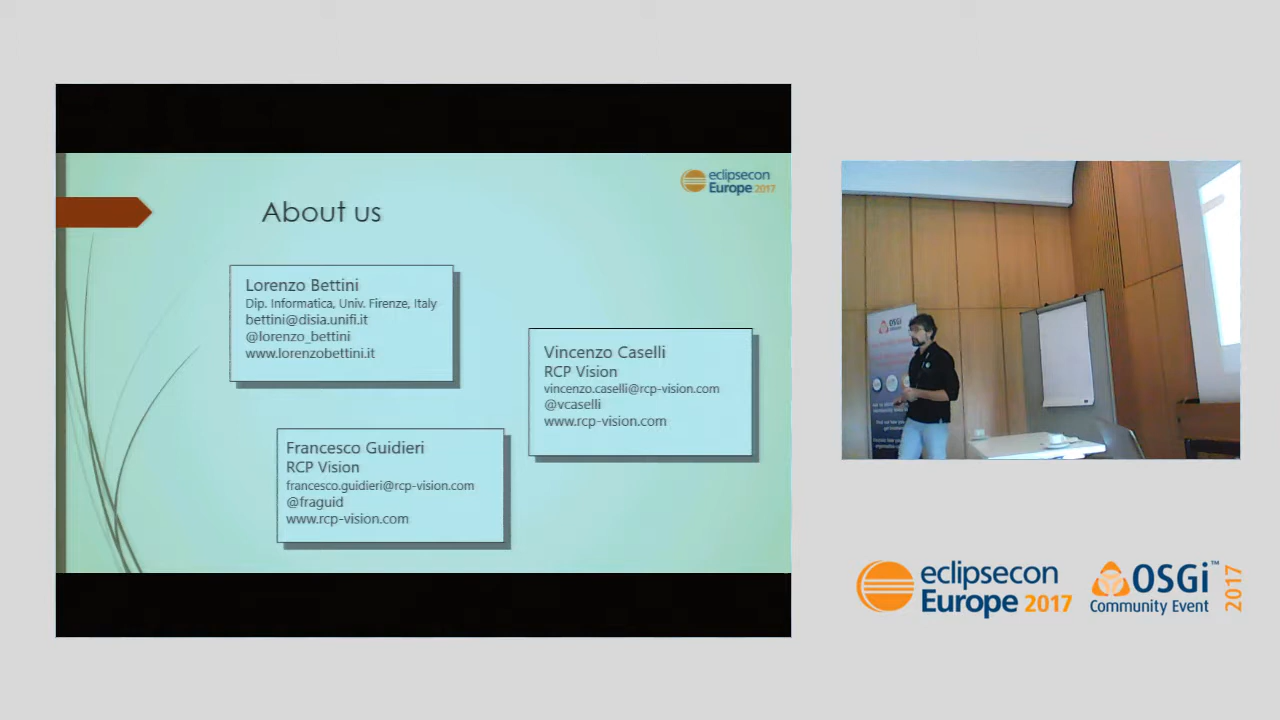 eclipsecon
Europe 2017
About us
Lorenzo Bettini
Dip. Informatica, Univ. Firenze, Italy
bettini@disia.unifi.it
@lorenzo_bettini
www.lorenzobettini.it
Vincenzo Caselli
RCP Vision
vincenzo.caselli@rcp-vision.com
@vcaselli
www.rcp-vision.com
Francesco Guidieri
RCP Vision
francesco.guidieri@rcp-vision.com
@fraguid
www.rcp-vision.com
OSGi
eclipsecon
Europe 2017
OSGi™
Community Event
2017